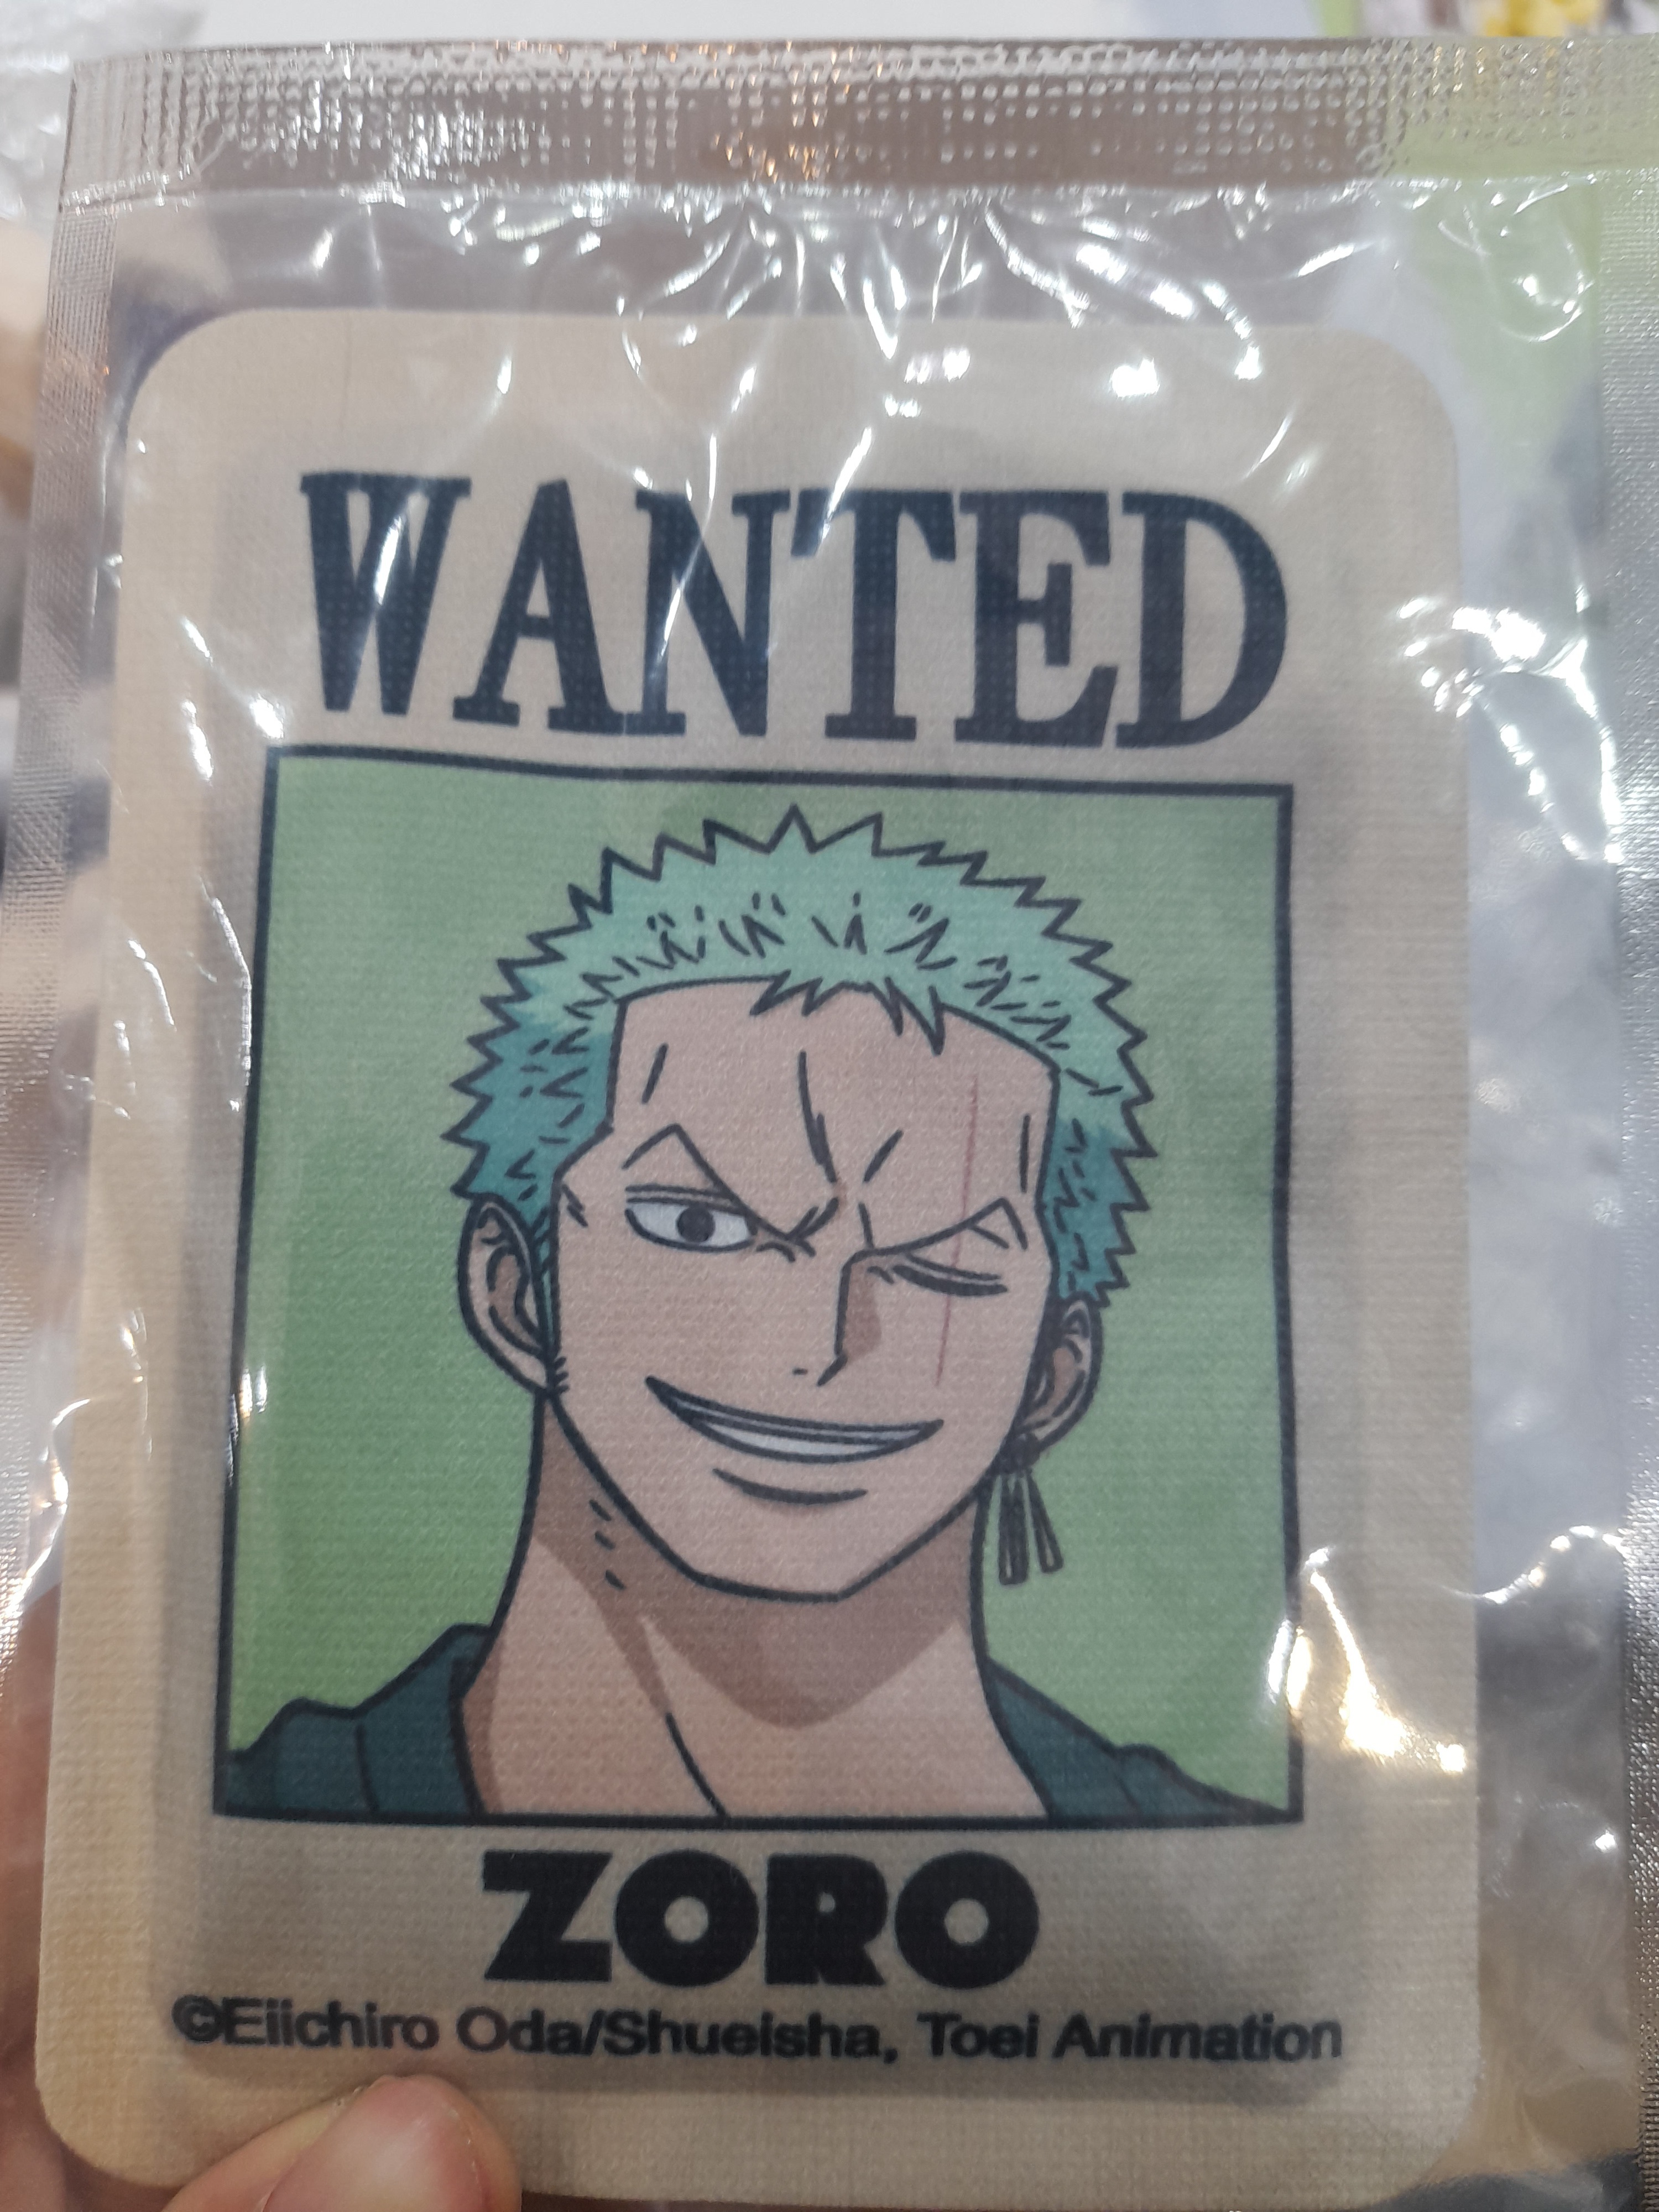 WANTED
ZORO
©Eiichiro Oda/Shueisha, Toei Animation